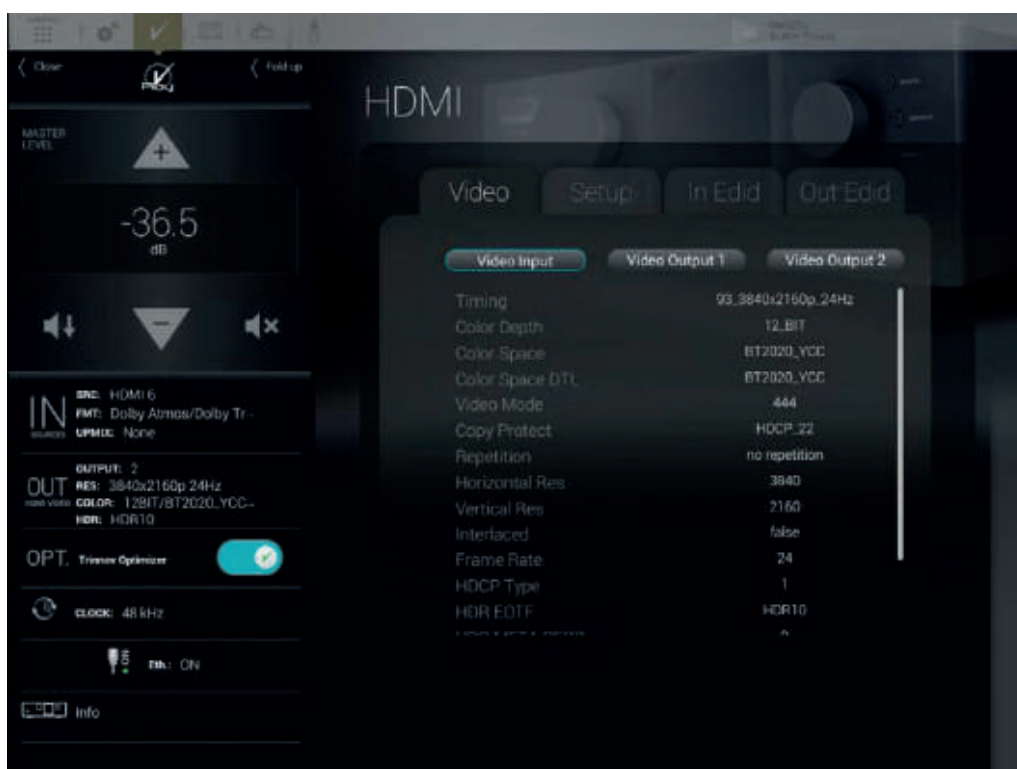 Close
Fold-up
MASTER
LEVEL
+
-36.5
dB
-
IN
SOURCES
SRC: HDMI 6
FMT: Dolby Atmos/Dolby Tr--
UPMIX: None
OUT
OUTPUT: 2
RES: 3840x2160p 24Hz
COLOR: 12BIT/BT2020_YCC--
HDR: HDR10
OPT. Trinnov Optimizer
CLOCK: 48 kHz
Eth.: ON
Info
HDMI
Video Setup In Edid Out Edid
Video Input Video Output 1 Video Output 2
Timing 93_3840x2160p_24Hz
Color Depth 12_BIT
Color Space BT2020_YCC
Color Space DTL BT2020_YCC
Video Mode 444
Copy Protect HDCP_22
Repetition no repetition
Horizontal Res 3840
Vertical Res 2160
Interlaced false
Frame Rate 24
HDCP Type 1
HDR EOTF HDR10